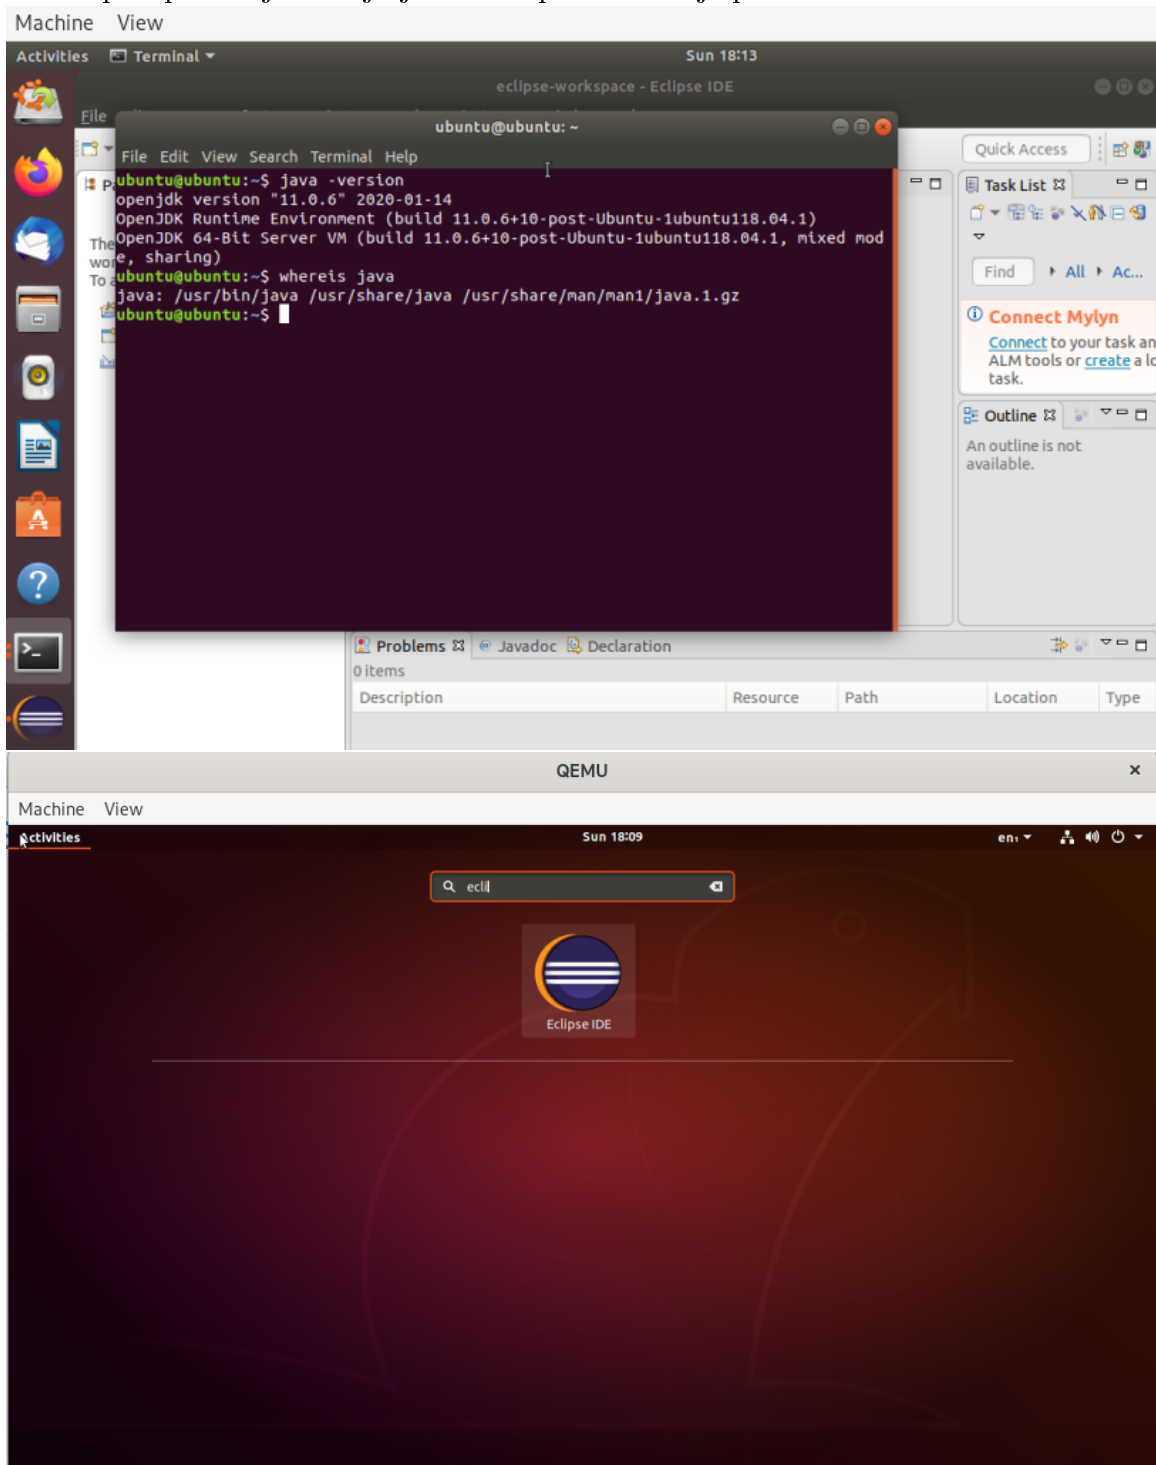 Machine View
Activities Terminal Sun 18:13
eclipse-workspace - Eclipse IDE
File
ubuntu@ubuntu: ~
Quick Access
File Edit View Search Terminal Help
ubuntu@ubuntu:~$ java -version
openjdk version "11.0.6" 2020-01-14
OpenJDK Runtime Environment (build 11.0.6+10-post-Ubuntu-1ubuntu118.04.1)
OpenJDK 64-Bit Server VM (build 11.0.6+10-post-Ubuntu-1ubuntu118.04.1, mixed mod
e, sharing)
ubuntu@ubuntu:~$ whereis java
java: /usr/bin/java /usr/share/java /usr/share/man/man1/java.1.gz
ubuntu@ubuntu:~$
The
To
Task List
Find All Ac...
Connect Mylyn
Connect to your task an
ALM tools or create a lo
task.
Outline
An outline is not
available.
Problems Javadoc Declaration
0 items
Description Resource Path Location Type
QEMU
Machine View
Activities Sun 18:09 en1
ecli
Eclipse IDE